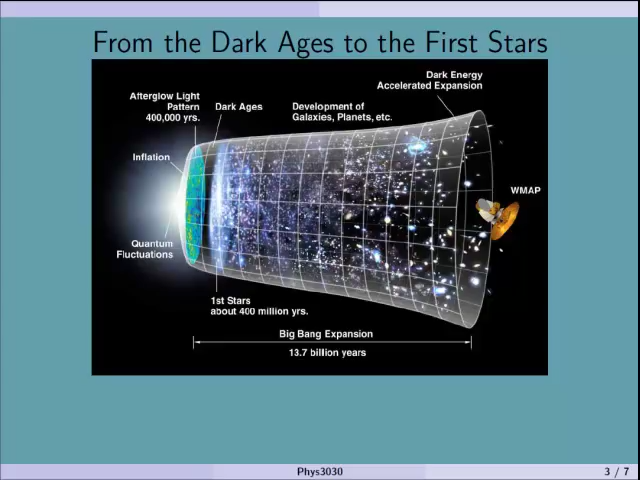 From the Dark Ages to the First Stars
Dark Energy
Accelerated Expansion
Afterglow Light
Pattern
400,000 yrs.
Dark Ages
Development of
Galaxies, Planets, etc.
Inflation
WMAP
Quantum
Fluctuations
1st Stars
about 400 million yrs.
Big Bang Expansion
13.7 billion years
Phys3030
3 / 7